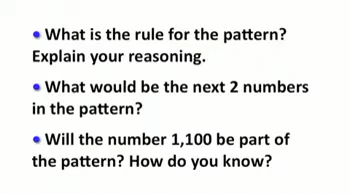 • What is the rule for the pattern?
Explain your reasoning.
• What would be the next 2 numbers
in the pattern?
• Will the number 1,100 be part of
the pattern? How do you know?